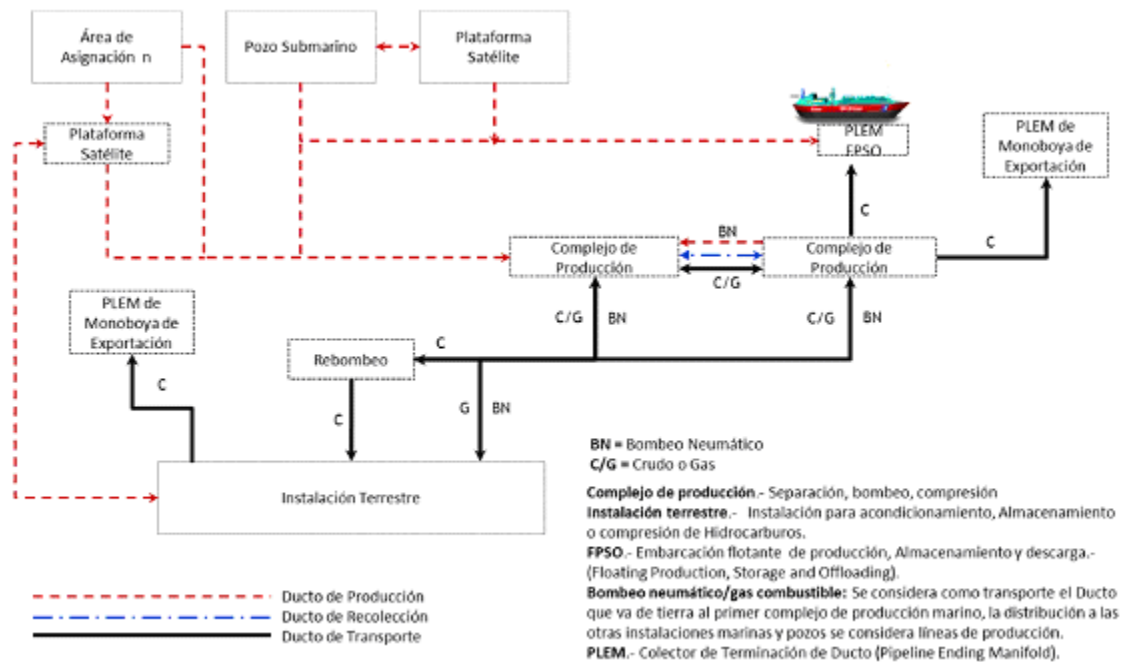 Área de
Asignación n
Pozo Submarino
Plataforma
Satélite
Plataforma
Satélite
PLEM
FPSO
PLEM de
Monoboya de
Exportación
C
BN
C
Complejo de
Producción
Complejo de
Producción
C/G
PLEM de
Monoboya de
Exportación
C/G
BN
C/G
BN
C
Rebombeo
C
C
G
BN
Instalación Terrestre
BN = Bombeo Neumático
C/G = Crudo o Gas
Complejo de producción.- Separación, bombeo, compresión
Instalación terrestre.- Instalación para acondicionamiento, Almacenamiento
o compresión de Hidrocarburos.
FPSO.- Embarcación flotante de producción, Almacenamiento y descarga.-
(Floating Production, Storage and Offloading).
Bombeo neumático/gas combustible: Se considera como transporte el Ducto
que va de tierra al primer complejo de producción marino, la distribución a las
otras instalaciones marinas y pozos se considera líneas de producción.
PLEM.- Colector de Terminación de Ducto (Pipeline Ending Manifold).
Ducto de Producción
Ducto de Recolección
Ducto de Transporte